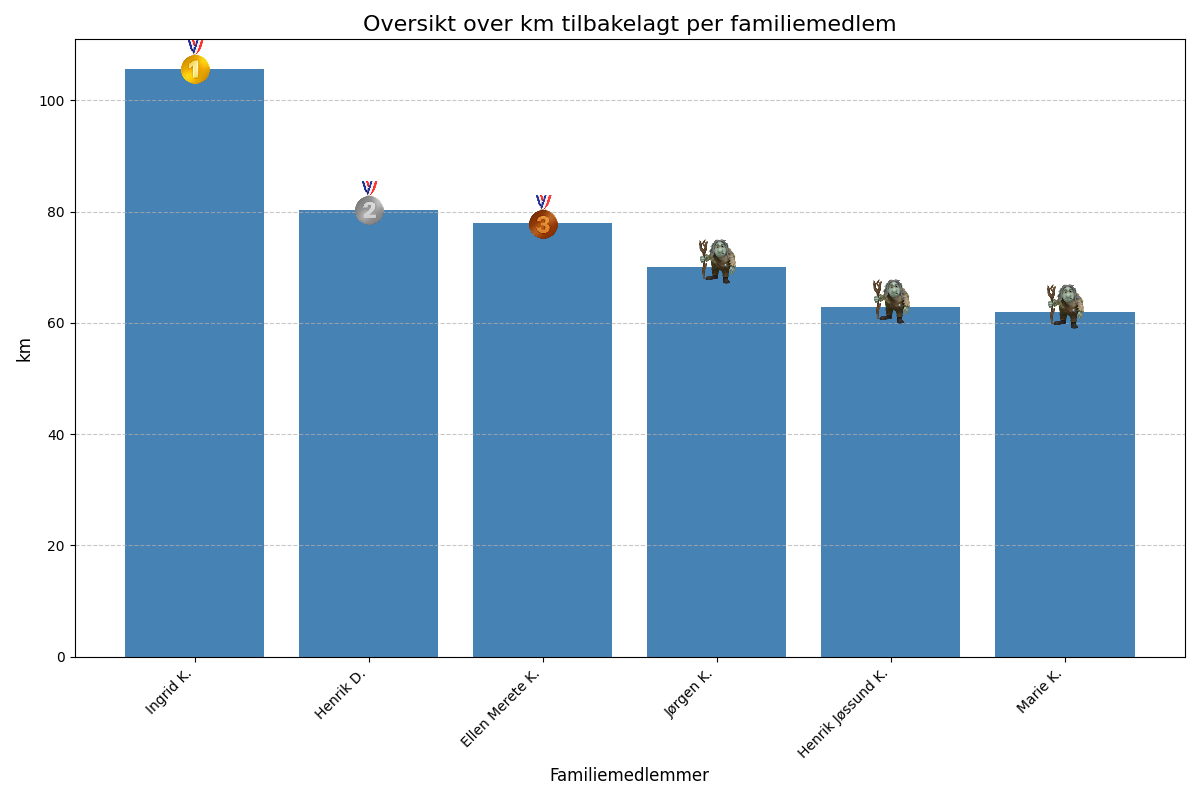 Oversikt over km tilbakelagt per familiemedlem
km
100
80
60
40
20
0
1
2
3
Ingrid K.
Henrik D.
Ellen Merete K.
Jørgen K.
Henrik Jøssund K.
Marie K.
Familiemedlemmer